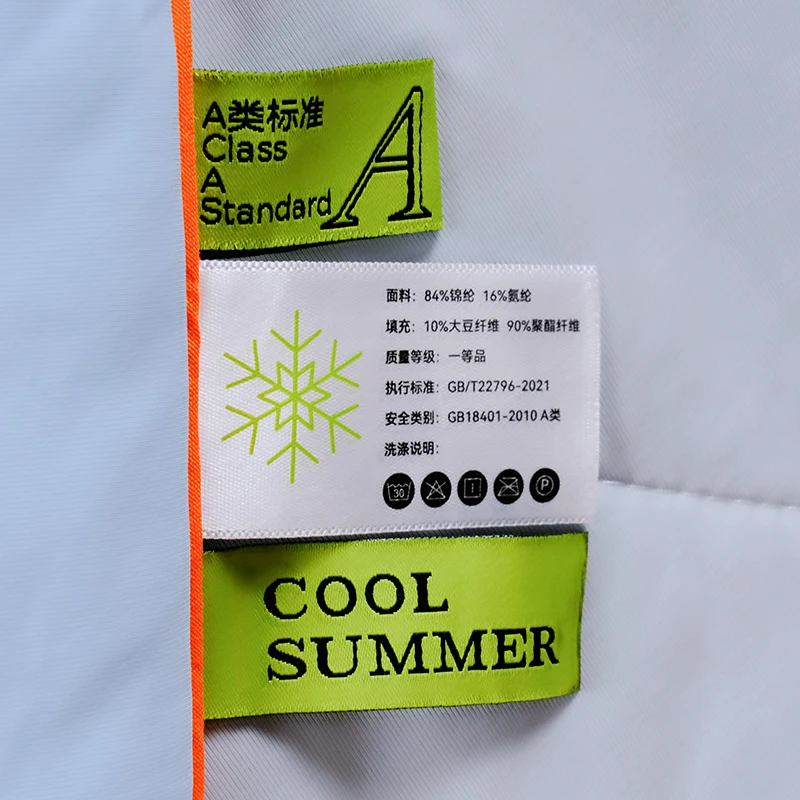 A类标准
Class
A
Standard
A
面料：84%锦纶 16%氨纶
填充：10%大豆纤维 90%聚酯纤维
质量等级：一等品
执行标准：GB/T22796-2021
安全类别：GB18401-2010 A类
洗涤说明：
30
P
COOL
SUMMER